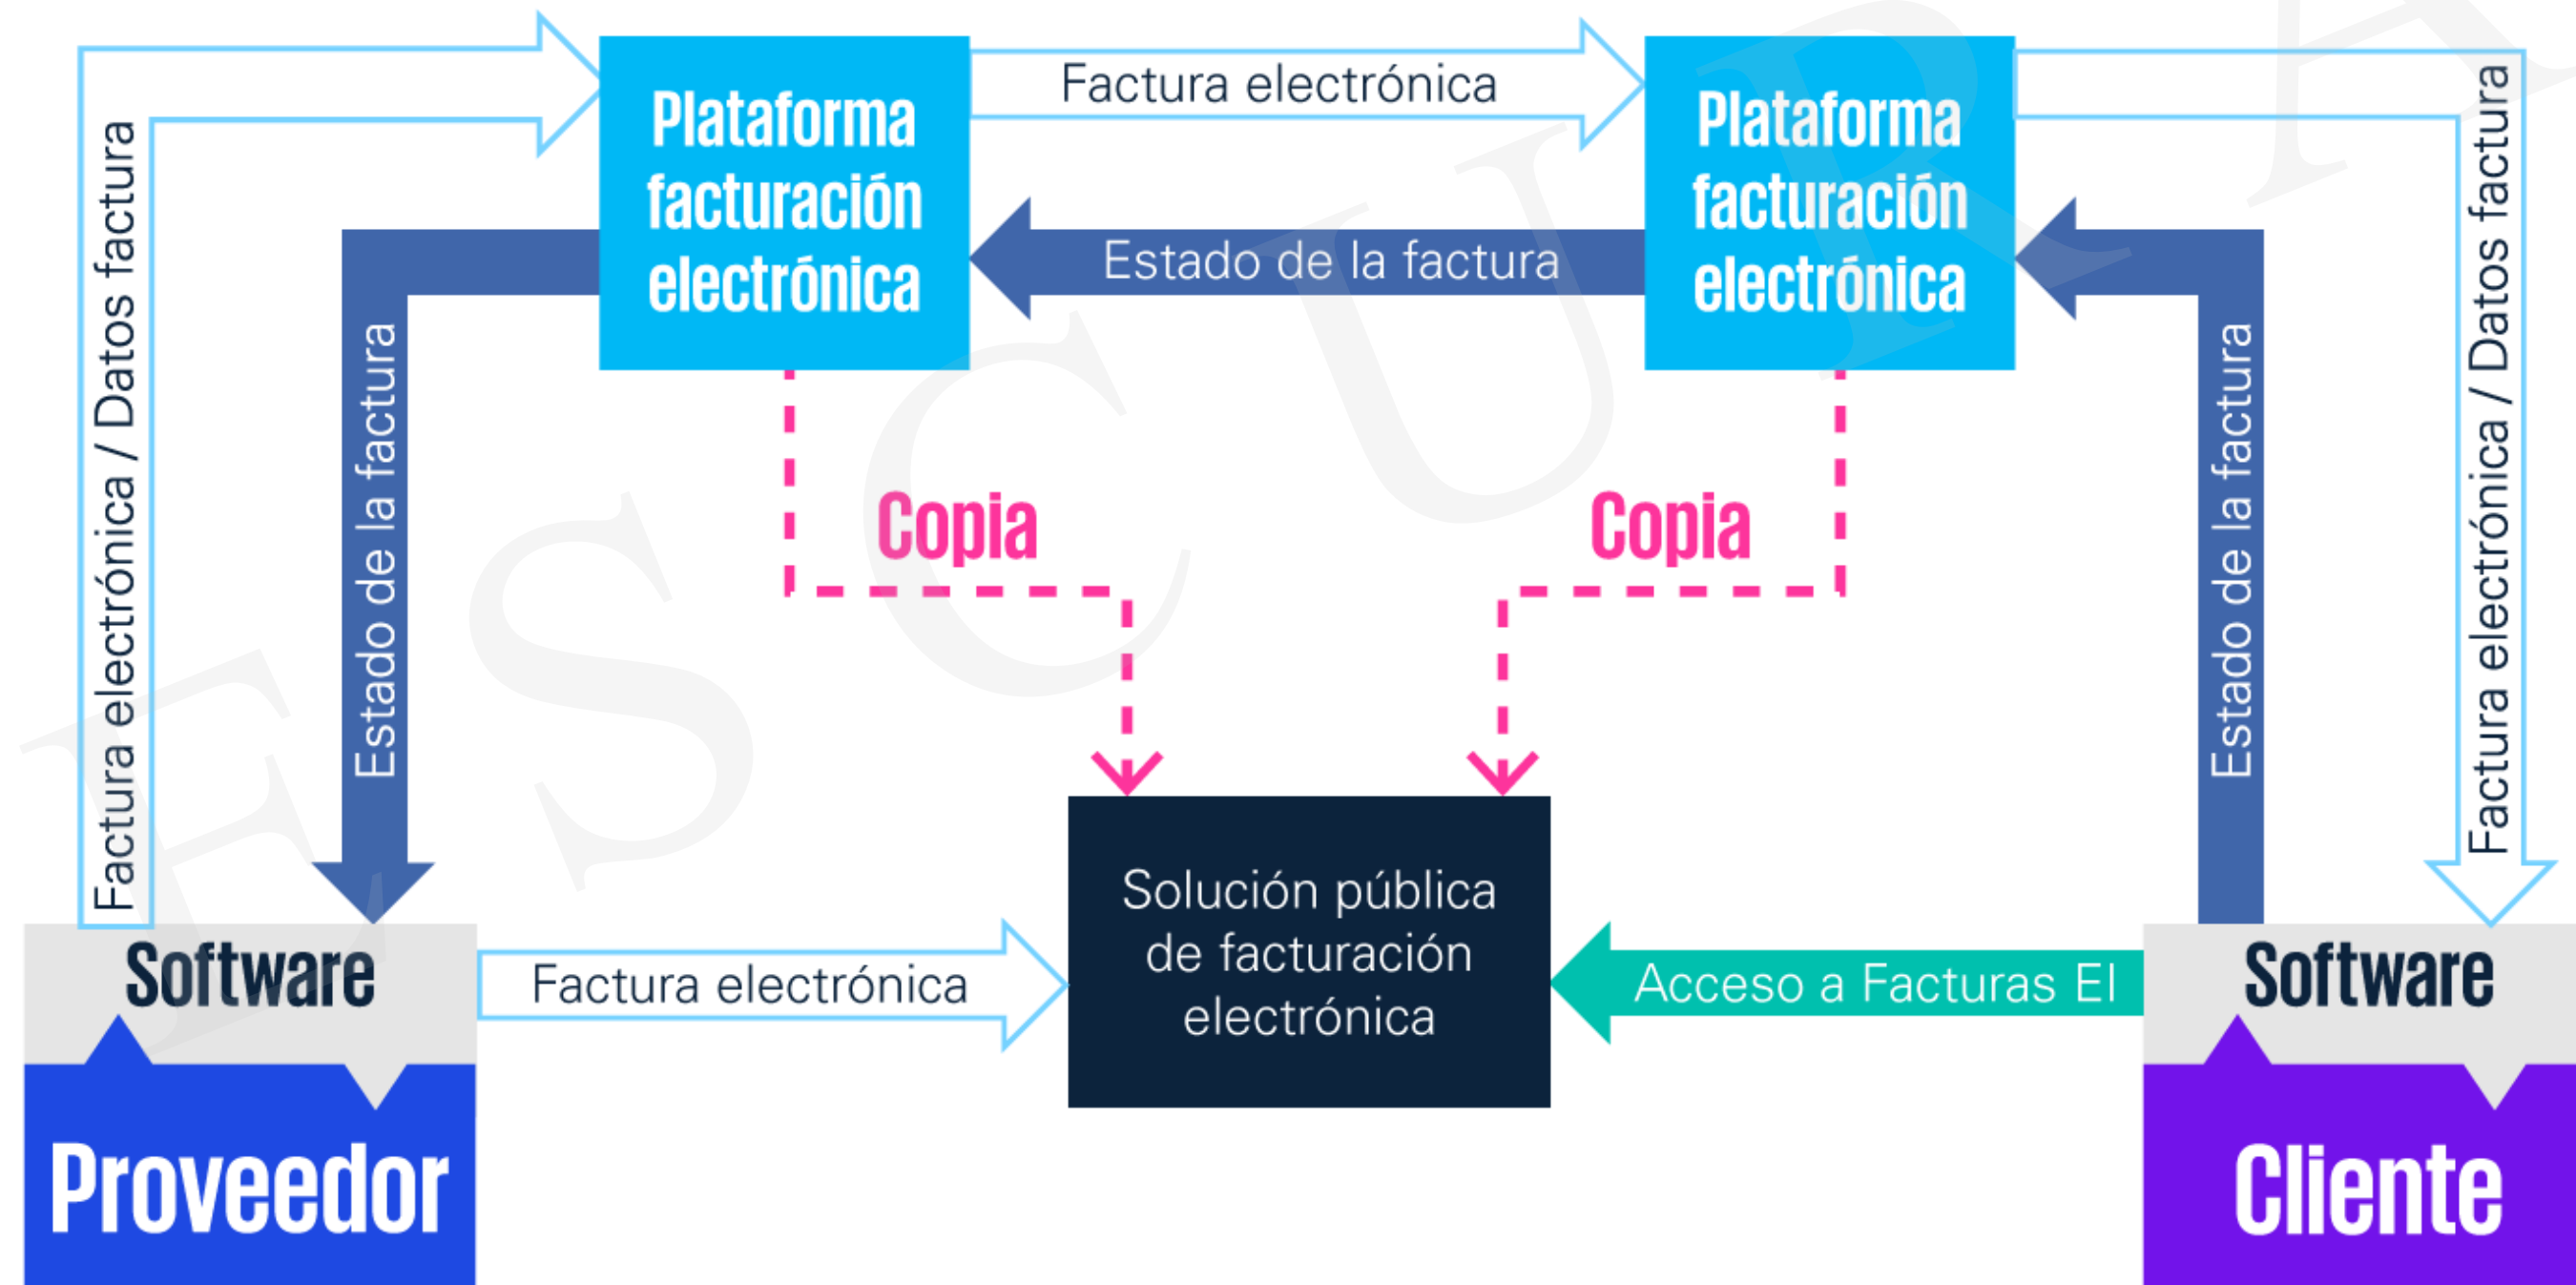 Factura electrónica / Datos factura
Plataforma
facturación
electrónica
Factura electrónica
Plataforma
facturación
electrónica
Factura electrónica / Datos factura
Estado de la factura
Estado de la factura
Estado de la factura
Copia
Copia
Solución pública
de facturación
electrónica
Software
Factura electrónica
Acceso a Facturas El
Software
Proveedor
Cliente
ESCURA